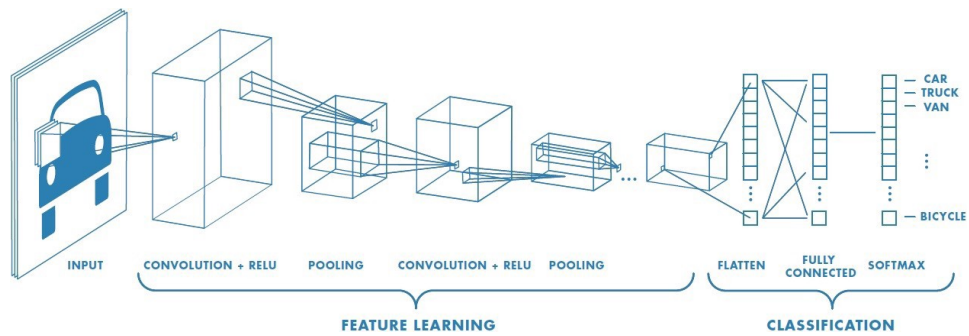 CAR
TRUCK
VAN
BICYCLE
INPUT
CONVOLUTION + RELU
POOLING
CONVOLUTION + RELU
POOLING
FLATTEN
FULLY
CONNECTED
SOFTMAX
FEATURE LEARNING
CLASSIFICATION